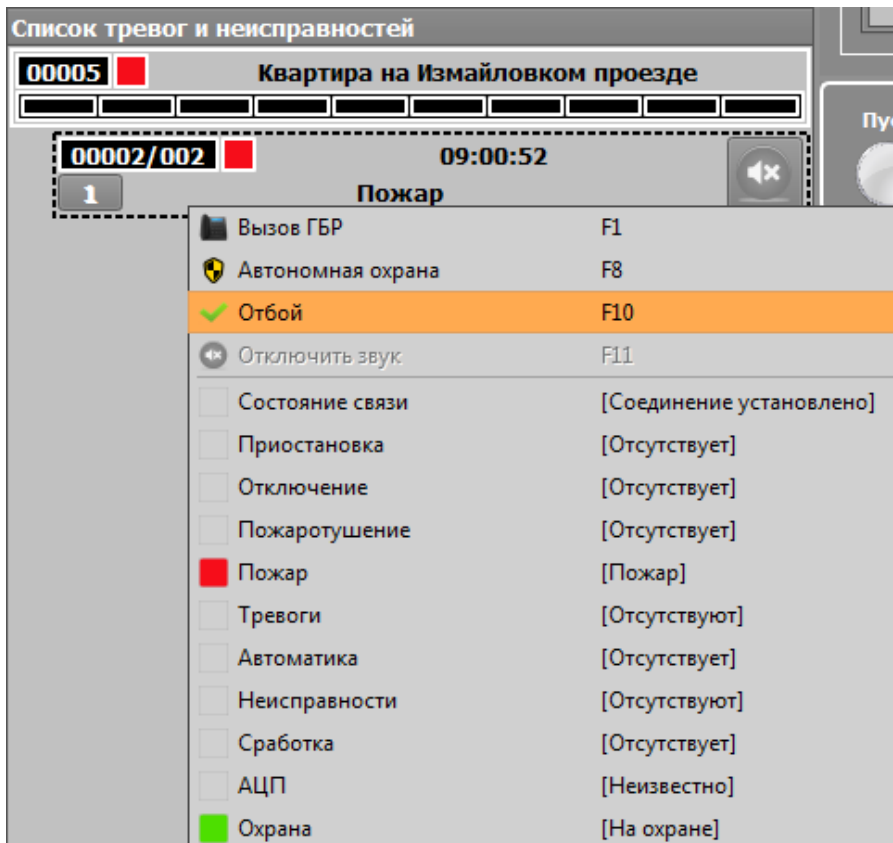 Список тревог и неисправностей
00005 Квартира на Измайловком проезде
Пу
00002/002 09:00:52
1 Пожар
Вызов ГБР F1
Автономная охрана F8
Отбой F10
Отключить звук F11
Состояние связи [Соединение установлено]
Приостановка [Отсутствует]
Отключение [Отсутствует]
Пожаротушение [Отсутствует]
Пожар [Пожар]
Тревоги [Отсутствуют]
Автоматика [Отсутствует]
Неисправности [Отсутствуют]
Сработка [Отсутствует]
АЦП [Неизвестно]
Охрана [На охране]